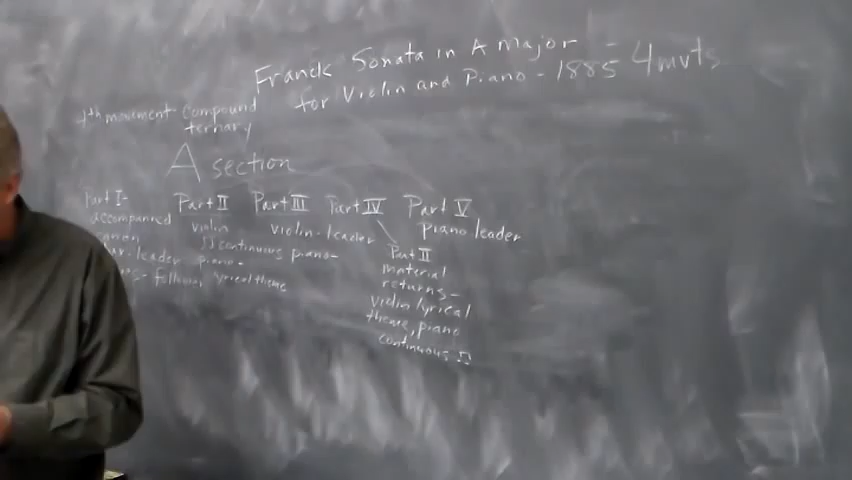 Franck Sonata in A major
for Violin and Piano - 1885 4 mvts
4th movement Compound
ternary
A section
Part I-
accompanied
canon
leader piano-
follow
Part II
violin
♫ continuous
piano-
lyrical theme
Part III
violin-leader
piano-
Part IV
Part II
material
returns-
violin lyrical
theme, piano
continuous ♫
Part V
piano leader